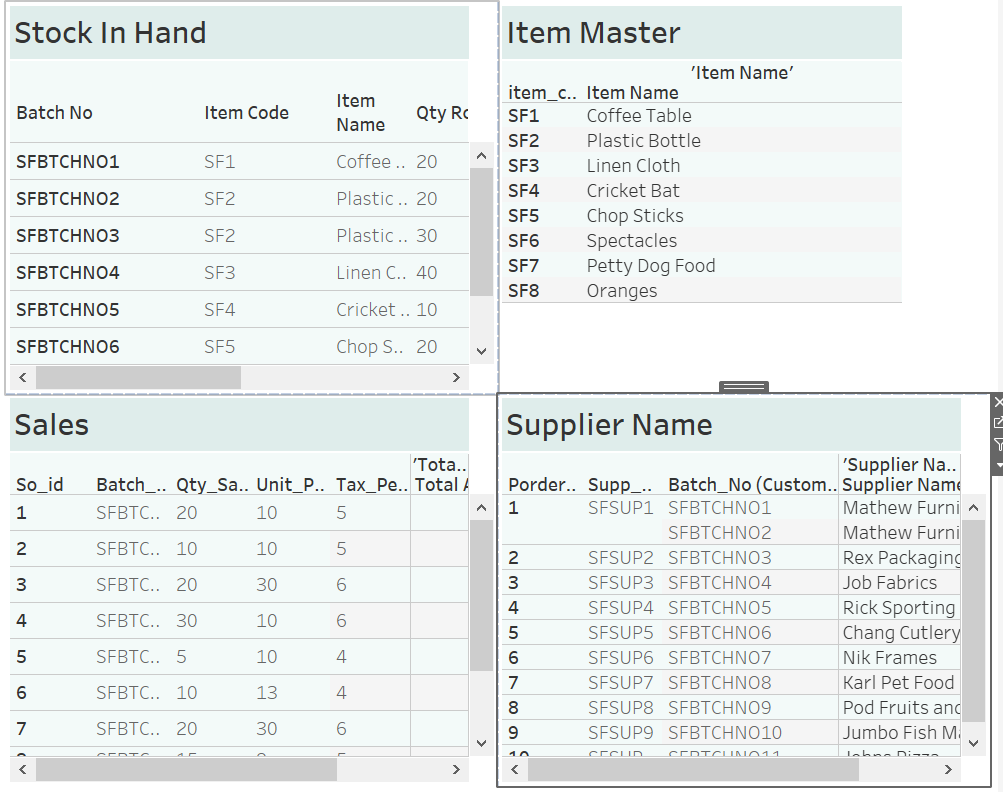 Stock In Hand
Batch No Item Code Item Name Qty Rc
SFBTCHNO1 SF1 Coffee .. 20
SFBTCHNO2 SF2 Plastic .. 20
SFBTCHNO3 SF2 Plastic .. 30
SFBTCHNO4 SF3 Linen C.. 40
SFBTCHNO5 SF4 Cricket .. 10
SFBTCHNO6 SF5 Chop S.. 20
Item Master
'Item Name'
item_c.. Item Name
SF1 Coffee Table
SF2 Plastic Bottle
SF3 Linen Cloth
SF4 Cricket Bat
SF5 Chop Sticks
SF6 Spectacles
SF7 Petty Dog Food
SF8 Oranges
Sales
'Tota..
So_id Batch_.. Qty_Sa.. Unit_P.. Tax_Pe.. Total A
1 SFBTC.. 20 10 5
2 SFBTC.. 10 10 5
3 SFBTC.. 20 30 6
4 SFBTC.. 30 10 6
5 SFBTC.. 5 10 4
6 SFBTC.. 10 13 4
7 SFBTC.. 20 30 6
Supplier Name
'Supplier Na..
Porder.. Supp_.. Batch_No (Custom.. Supplier Name
1 SFSUP1 SFBTCHNO1 Mathew Furni
SFBTCHNO2 Mathew Furni
2 SFSUP2 SFBTCHNO3 Rex Packaging
3 SFSUP3 SFBTCHNO4 Job Fabrics
4 SFSUP4 SFBTCHNO5 Rick Sporting
5 SFSUP5 SFBTCHNO6 Chang Cutlery
6 SFSUP6 SFBTCHNO7 Nik Frames
7 SFSUP7 SFBTCHNO8 Karl Pet Food
8 SFSUP8 SFBTCHNO9 Pod Fruits and
9 SFSUP9 SFBTCHNO10 Jumbo Fish Ma